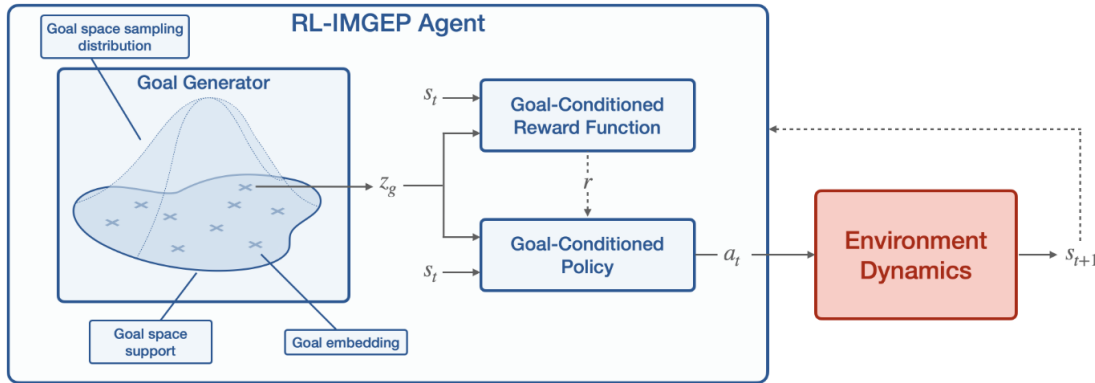 RL-IMGEP Agent
Goal space sampling
distribution
Goal Generator
s_t
Goal-Conditioned
Reward Function
z_g
r
s_t
Goal-Conditioned
Policy
a_t
Environment
Dynamics
s_{t+1}
Goal space
support
Goal embedding